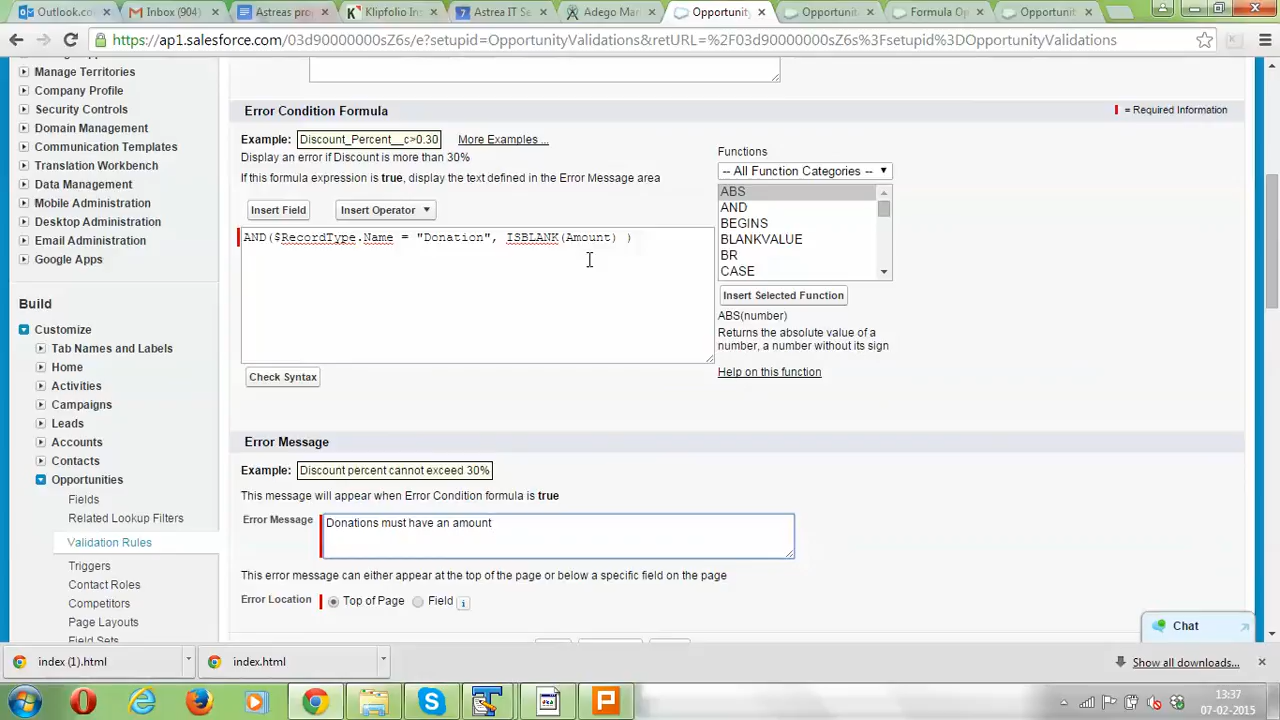 Outlook.co
Inbox (904)
Astreas pro
Klipfolio In
Astrea IT Se
Adego Mar
Opportunity
Opportuni
Formula Op
Opportunit
https://ap1.salesforce.com/03d90000000sZ6s/e?setupid=OpportunityValidations&retURL=%2F03d90000000sZ6s%3Fsetupid%3DOpportunityValidations
Manage Territories
Company Profile
Security Controls
Domain Management
Communication Templates
Translation Workbench
Data Management
Mobile Administration
Desktop Administration
Email Administration
Google Apps
Build
Customize
Tab Names and Labels
Home
Activities
Campaigns
Leads
Accounts
Contacts
Opportunities
Fields
Related Lookup Filters
Validation Rules
Triggers
Contact Roles
Competitors
Page Layouts
Field Sets
Error Condition Formula
= Required Information
Example: Discount_Percent__c>0.30 More Examples ...
Display an error if Discount is more than 30%
If this formula expression is true, display the text defined in the Error Message area
Insert Field Insert Operator
AND($RecordType.Name = "Donation", ISBLANK(Amount) )
Check Syntax
Functions
-- All Function Categories --
ABS
AND
BEGINS
BLANKVALUE
BR
CASE
Insert Selected Function
ABS(number)
Returns the absolute value of a
number, a number without its sign
Help on this function
Error Message
Example: Discount percent cannot exceed 30%
This message will appear when Error Condition formula is true
Error Message Donations must have an amount
This error message can either appear at the top of the page or below a specific field on the page
Error Location Top of Page Field i
Chat
index (1).html
index.html
Show all downloads...
13:37
07-02-2015